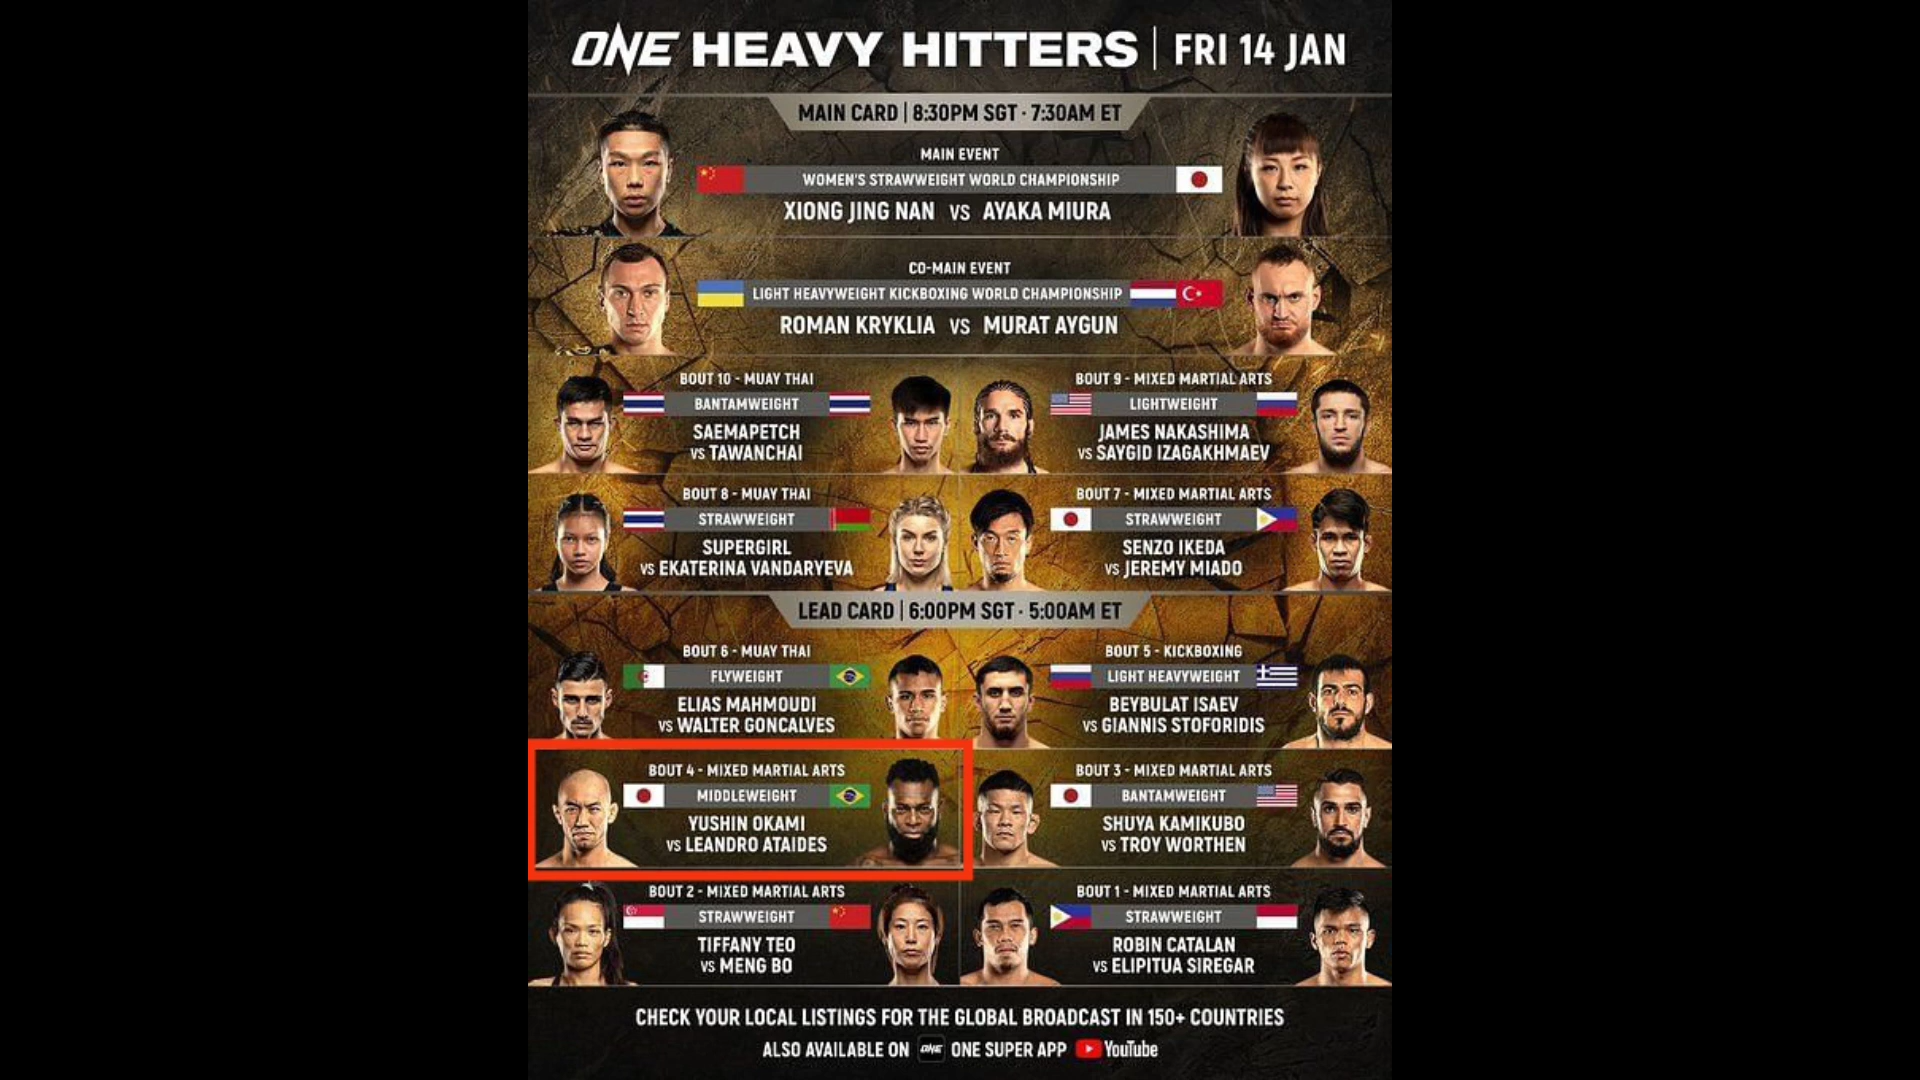 ONE HEAVY HITTERS | FRI 14 JAN
MAIN CARD | 8:30PM SGT · 7:30AM ET
MAIN EVENT
WOMEN'S STRAWWEIGHT WORLD CHAMPIONSHIP
XIONG JING NAN VS AYAKA MIURA
CO-MAIN EVENT
LIGHT HEAVYWEIGHT KICKBOXING WORLD CHAMPIONSHIP
ROMAN KRYKLIA VS MURAT AYGUN
BOUT 10 - MUAY THAI
BANTAMWEIGHT
SAEMAPETCH
VS TAWANCHAI
BOUT 9 - MIXED MARTIAL ARTS
LIGHTWEIGHT
JAMES NAKASHIMA
VS SAYGID IZAGAKHMAEV
BOUT 8 - MUAY THAI
STRAWWEIGHT
SUPERGIRL
VS EKATERINA VANDARYEVA
BOUT 7 - MIXED MARTIAL ARTS
STRAWWEIGHT
SENZO IKEDA
VS JEREMY MIADO
LEAD CARD | 6:00PM SGT · 5:00AM ET
BOUT 6 - MUAY THAI
FLYWEIGHT
ELIAS MAHMOUDI
VS WALTER GONCALVES
BOUT 5 - KICKBOXING
LIGHT HEAVYWEIGHT
BEYBULAT ISAEV
VS GIANNIS STOFORIDIS
BOUT 4 - MIXED MARTIAL ARTS
MIDDLEWEIGHT
YUSHIN OKAMI
VS LEANDRO ATAIDES
BOUT 3 - MIXED MARTIAL ARTS
BANTAMWEIGHT
SHUYA KAMIKUBO
VS TROY WORTHEN
BOUT 2 - MIXED MARTIAL ARTS
STRAWWEIGHT
TIFFANY TEO
VS MENG BO
BOUT 1 - MIXED MARTIAL ARTS
STRAWWEIGHT
ROBIN CATALAN
VS ELIPITUA SIREGAR
CHECK YOUR LOCAL LISTINGS FOR THE GLOBAL BROADCAST IN 150+ COUNTRIES
ALSO AVAILABLE ON ONE ONE SUPER APP YouTube